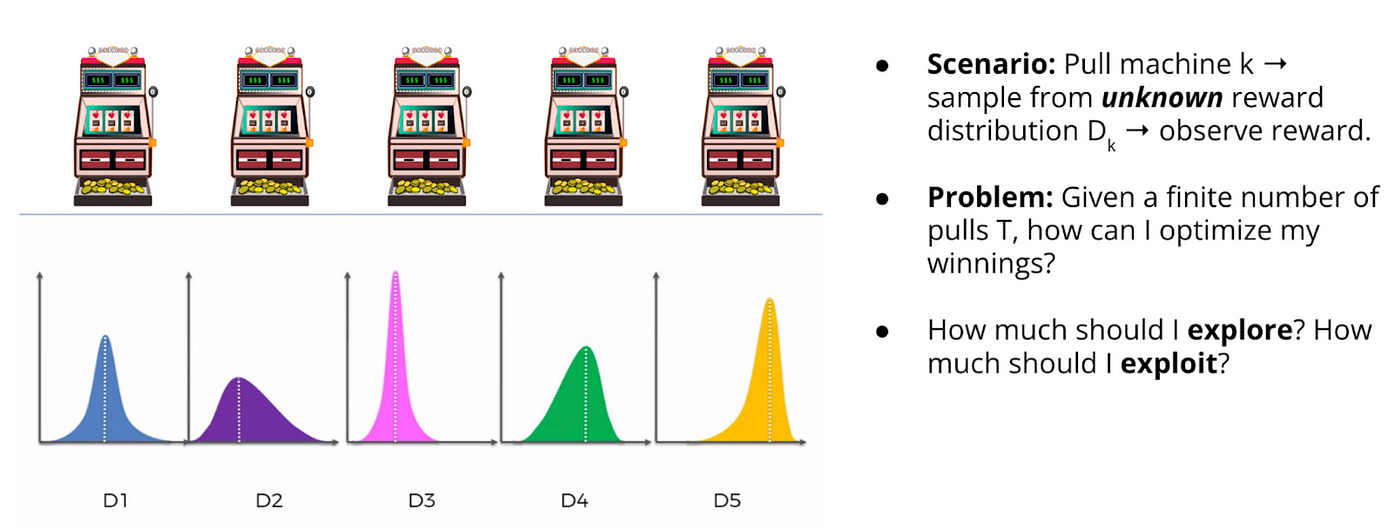 $$$ $$$
$$$ $$$
$$$ $$$
$$$ $$$
$$$ $$$
D1
D2
D3
D4
D5
● Scenario: Pull machine k →
sample from unknown reward
distribution Dk → observe reward.
● Problem: Given a finite number of
pulls T, how can I optimize my
winnings?
● How much should I explore? How
much should I exploit?